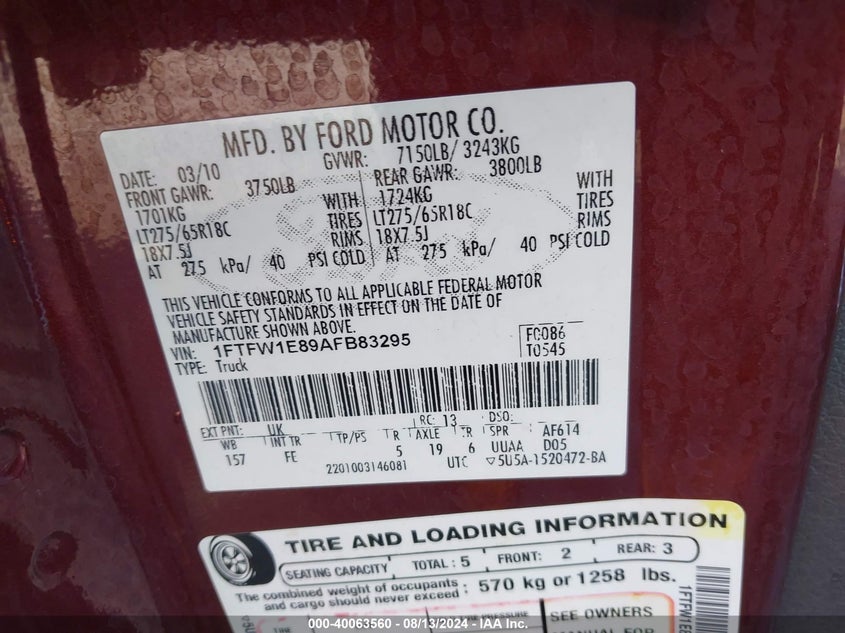 MFD. BY FORD MOTOR CO.
DATE: 03/10 GVWR: 7150LB/ 3243KG
FRONT GAWR: 3750LB REAR GAWR: 3800LB
1701KG WITH 1724KG WITH
LT275/65R18C TIRES LT275/65R18C TIRES
18X7.5J RIMS 18X7.5J RIMS
AT 275 kPa/ 40 PSI COLD AT 275 kPa/ 40 PSI COLD
THIS VEHICLE CONFORMS TO ALL APPLICABLE FEDERAL MOTOR
VEHICLE SAFETY STANDARDS IN EFFECT ON THE DATE OF
MANUFACTURE SHOWN ABOVE.
VIN: 1FTFW1E89AFB83295 F0086
TYPE: Truck T0545
EXT PNT: UK RC: 13 DSO:
WB INT TR TP/PS R AXLE TR SPR AF614
157 FE 5 19 6 UUAA D05
2201003146081 UTC ▽5U5A-1520472-BA
TIRE AND LOADING INFORMATION
SEATING CAPACITY TOTAL : 5 FRONT: 2 REAR: 3
The combined weight of occupants
and cargo should never exceed : 570 kg or 1258 lbs.
SEE OWNERS
MANUAL FOR
000-40063560 - 08/13/2024 - IAA Inc.